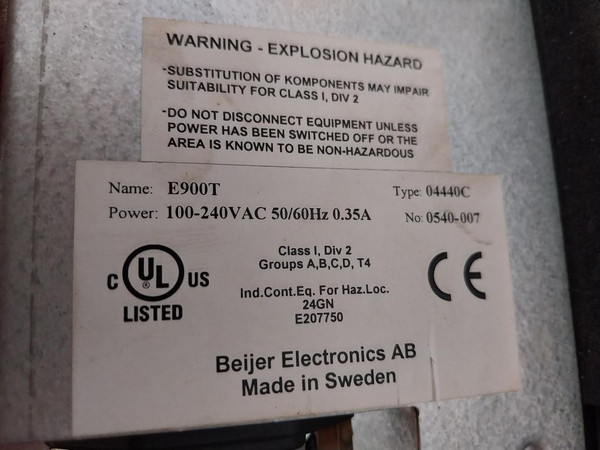 WARNING - EXPLOSION HAZARD
-SUBSTITUTION OF KOMPONENTS MAY IMPAIR
SUITABILITY FOR CLASS I, DIV 2
-DO NOT DISCONNECT EQUIPMENT UNLESS
POWER HAS BEEN SWITCHED OFF OR THE
AREA IS KNOWN TO BE NON-HAZARDOUS
Name: E900T Type: 04440C
Power: 100-240VAC 50/60Hz 0.35A No: 0540-007
C UL® US
LISTED
Class I, Div 2
Groups A,B,C,D, T4
Ind.Cont.Eq. For Haz.Loc.
24GN
E207750
CE
Beijer Electronics AB
Made in Sweden